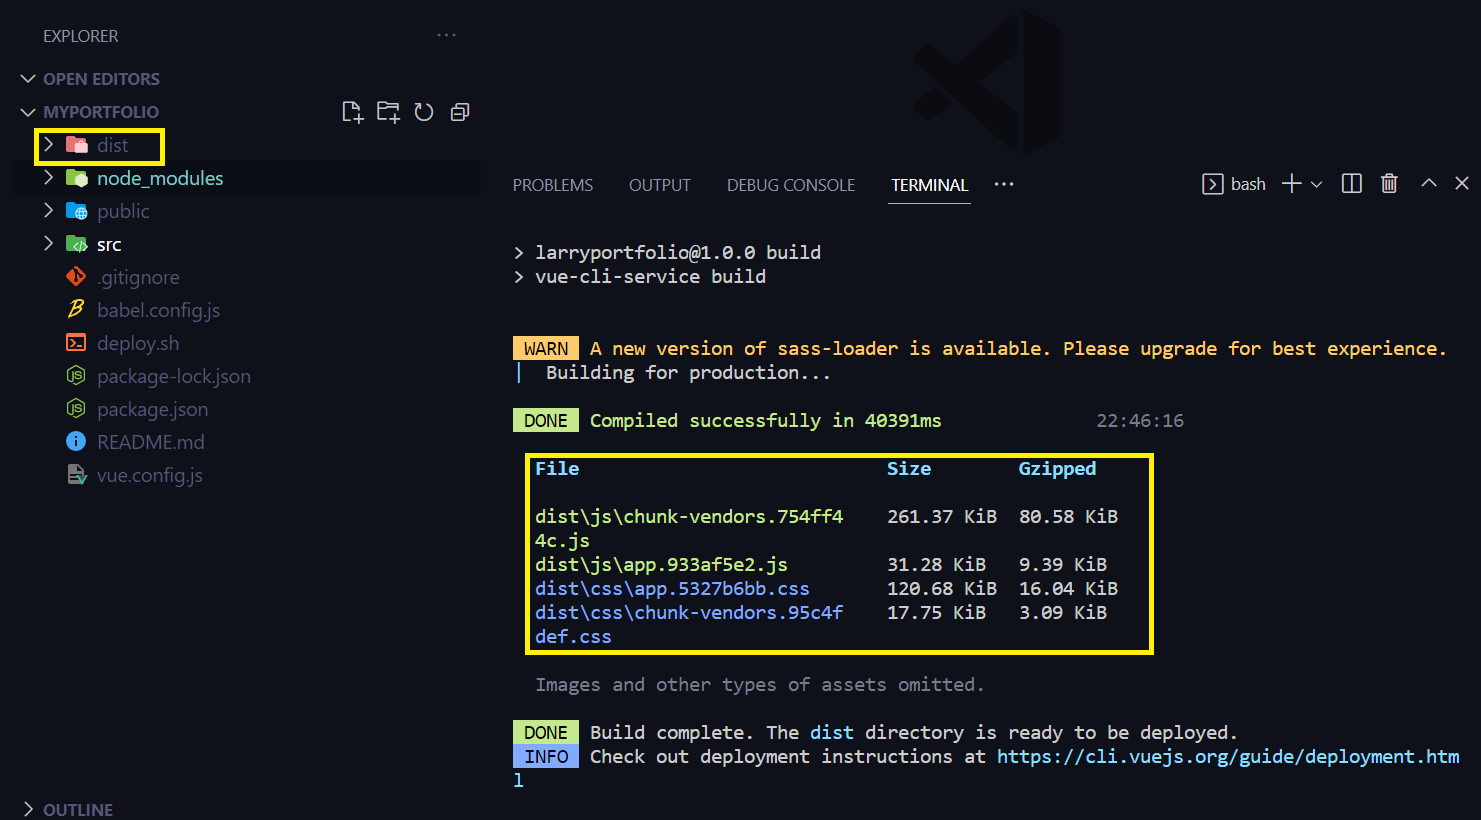 EXPLORER
OPEN EDITORS
MYPORTFOLIO
dist
node_modules
public
src
.gitignore
babel.config.js
deploy.sh
package-lock.json
package.json
README.md
vue.config.js
OUTLINE
PROBLEMS OUTPUT DEBUG CONSOLE TERMINAL ··· bash
> larryportfolio@1.0.0 build
> vue-cli-service build
WARN A new version of sass-loader is available. Please upgrade for best experience.
| Building for production...
DONE Compiled successfully in 40391ms 22:46:16
File Size Gzipped
dist\js\chunk-vendors.754ff4 261.37 KiB 80.58 KiB
4c.js
dist\js\app.933af5e2.js 31.28 KiB 9.39 KiB
dist\css\app.5327b6bb.css 120.68 KiB 16.04 KiB
dist\css\chunk-vendors.95c4f 17.75 KiB 3.09 KiB
def.css
Images and other types of assets omitted.
DONE Build complete. The dist directory is ready to be deployed.
INFO Check out deployment instructions at https://cli.vuejs.org/guide/deployment.htm
l